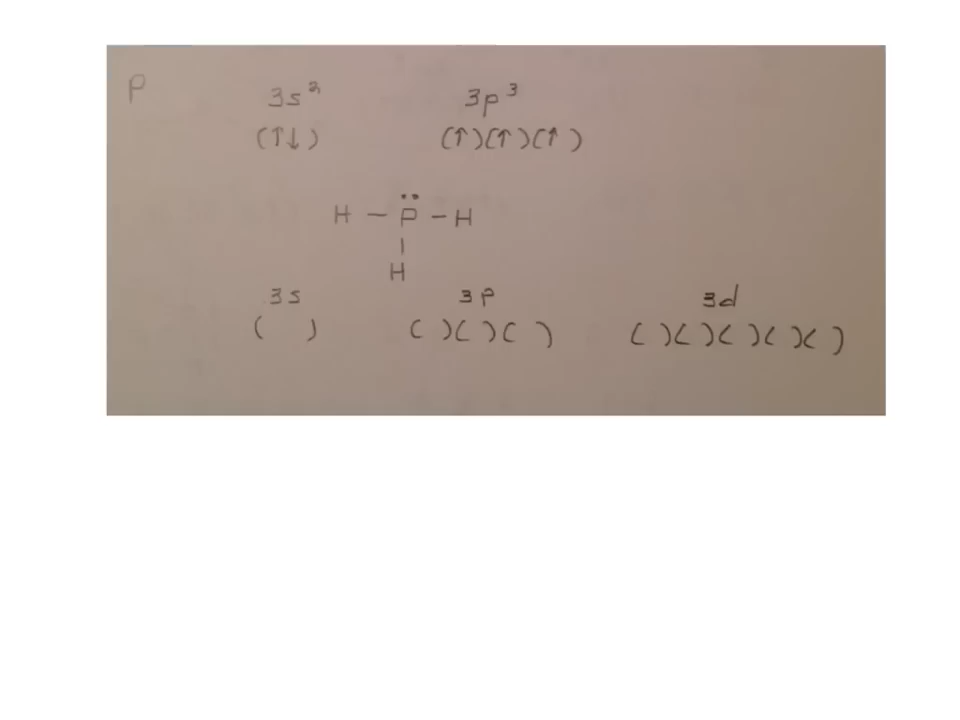 P 3s² 3p³
(↑↓) (↑)(↑)(↑)
··
H — P — H
|
H
3s 3p 3d
( ) ( )( )( ) ( )( )( )( )( )